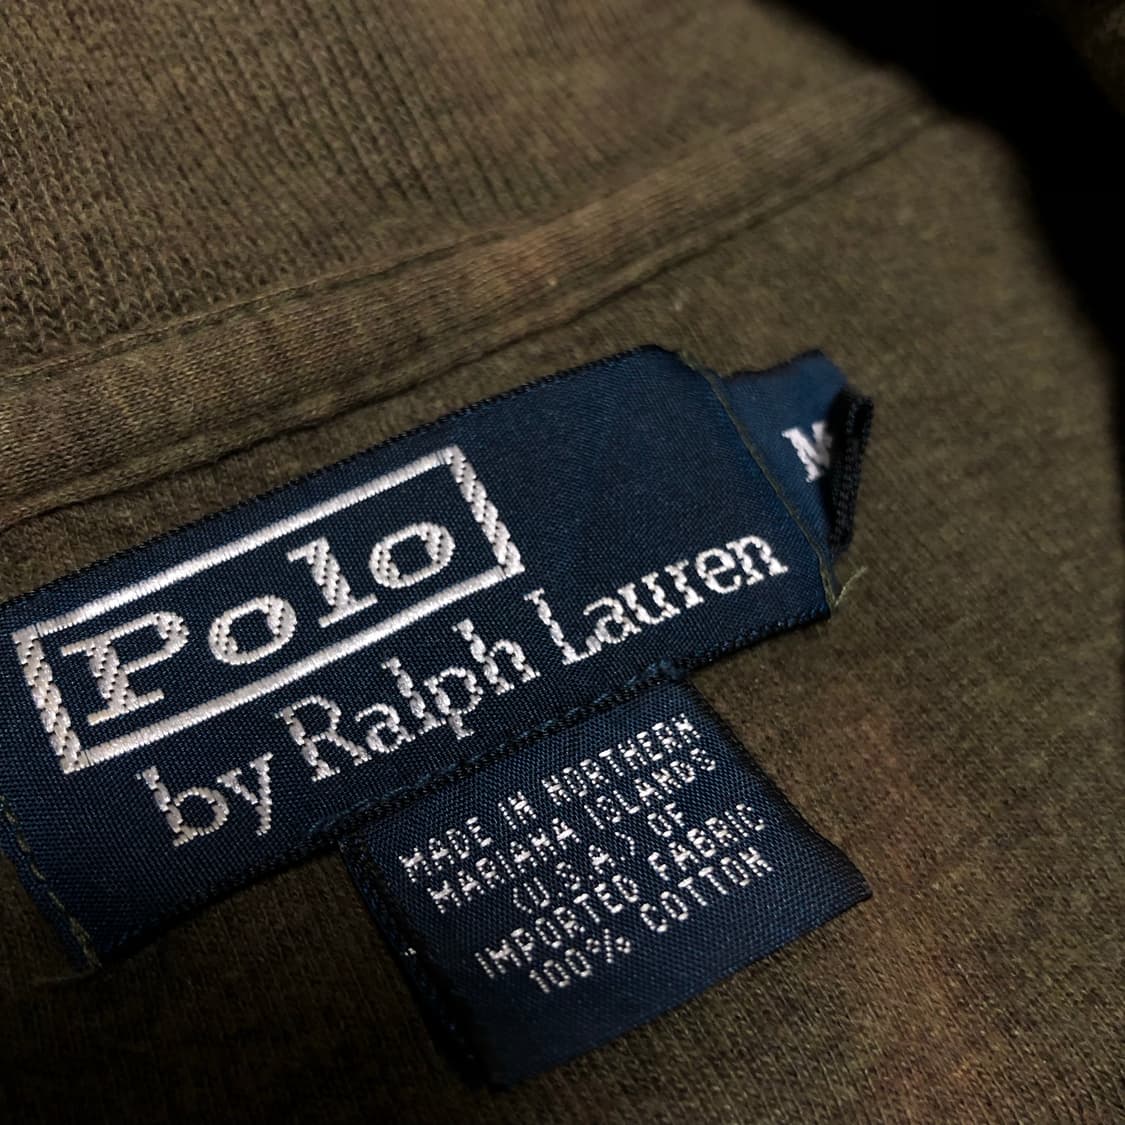 Polo
by Ralph Lauren
M
MADE IN NORTHERN
MARIANA ISLANDS
(U.S.A.) OF
IMPORTED FABRIC
100% COTTON